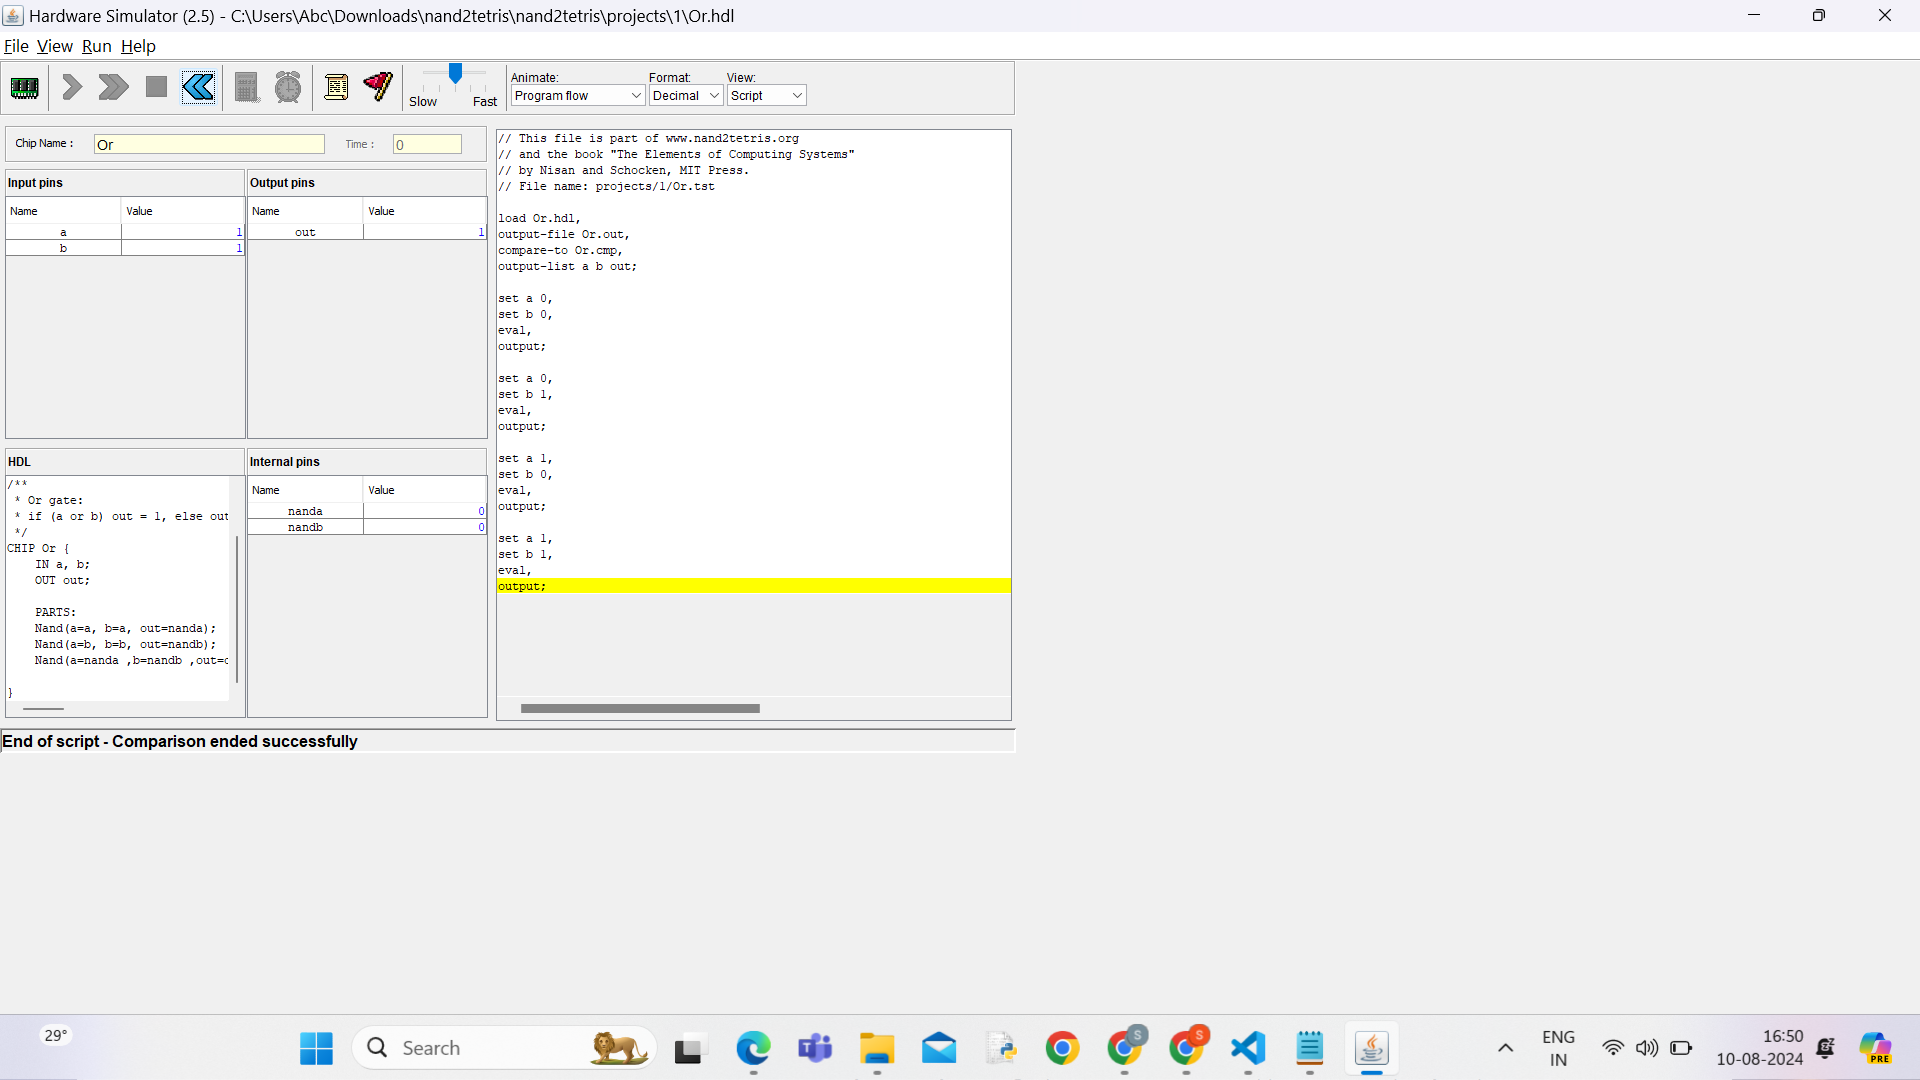 Hardware Simulator (2.5) - C:\Users\Abc\Downloads\nand2tetris\nand2tetris\projects\1\Or.hdl
File View Run Help
Slow Fast
Animate: Format: View:
Program flow Decimal Script
Chip Name : Or Time : 0
Input pins
Name Value
a 1
b 1
Output pins
Name Value
out 1
HDL
/**
* Or gate:
* if (a or b) out = 1, else out
*/
CHIP Or {
IN a, b;
OUT out;
PARTS:
Nand(a=a, b=a, out=nanda);
Nand(a=b, b=b, out=nandb);
Nand(a=nanda ,b=nandb ,out=
}
Internal pins
Name Value
nanda 0
nandb 0
// This file is part of www.nand2tetris.org
// and the book "The Elements of Computing Systems"
// by Nisan and Schocken, MIT Press.
// File name: projects/1/Or.tst
load Or.hdl,
output-file Or.out,
compare-to Or.cmp,
output-list a b out;
set a 0,
set b 0,
eval,
output;
set a 0,
set b 1,
eval,
output;
set a 1,
set b 0,
eval,
output;
set a 1,
set b 1,
eval,
output;
End of script - Comparison ended successfully
29°
Search
S
S
ENG
IN
16:50
10-08-2024
PRE